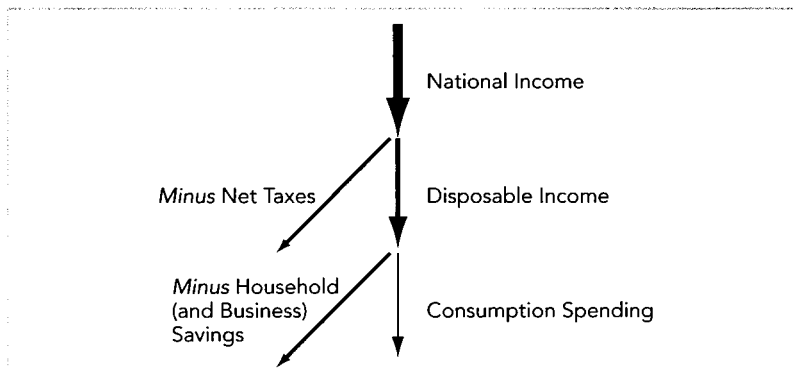 National Income
Minus Net Taxes
Disposable Income
Minus Household
(and Business)
Savings
Consumption Spending